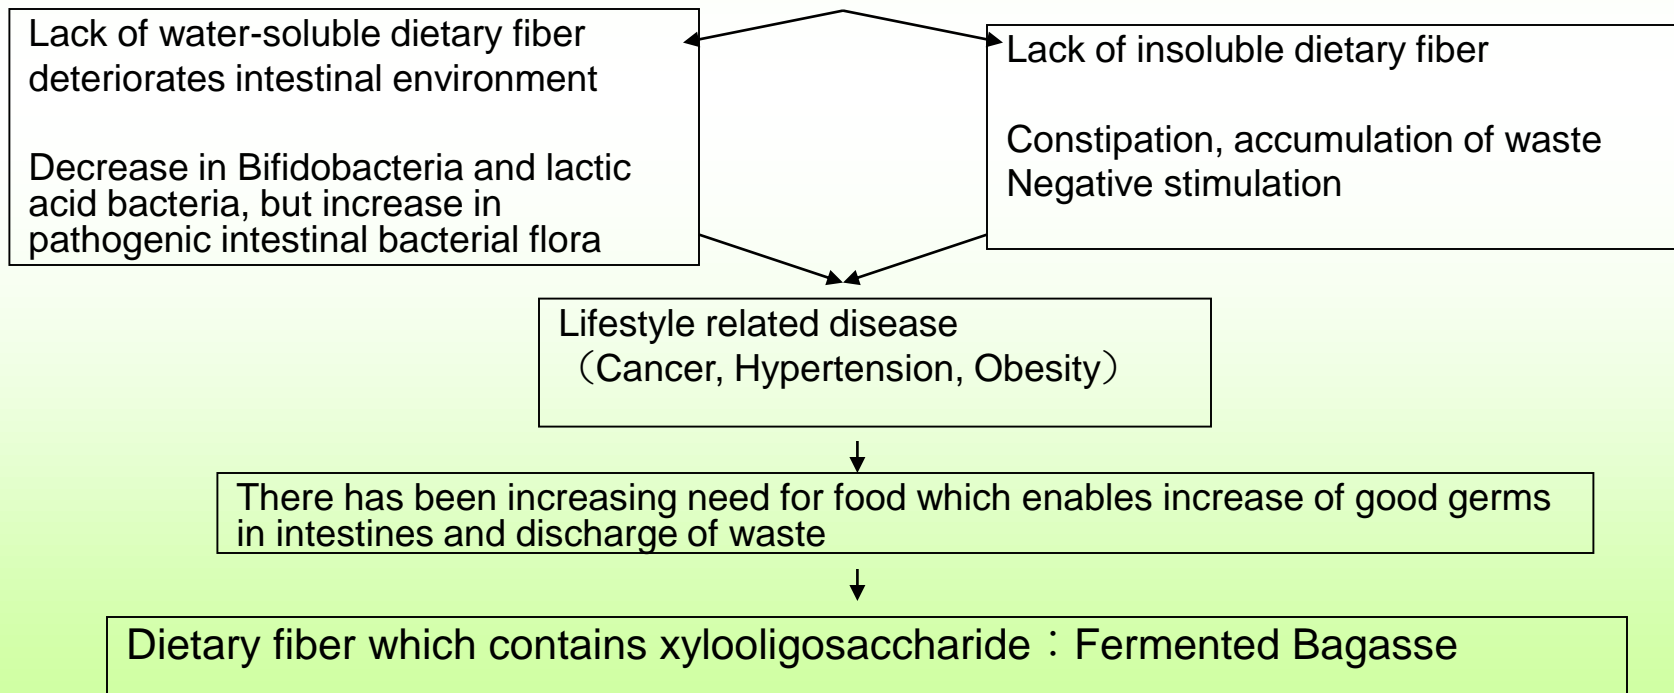 Lack of water-soluble dietary fiber
deteriorates intestinal environment
Decrease in Bifidobacteria and lactic
acid bacteria, but increase in
pathogenic intestinal bacterial flora
Lack of insoluble dietary fiber
Constipation, accumulation of waste
Negative stimulation
Lifestyle related disease
（Cancer, Hypertension, Obesity）
There has been increasing need for food which enables increase of good germs
in intestines and discharge of waste
Dietary fiber which contains xylooligosaccharide：Fermented Bagasse